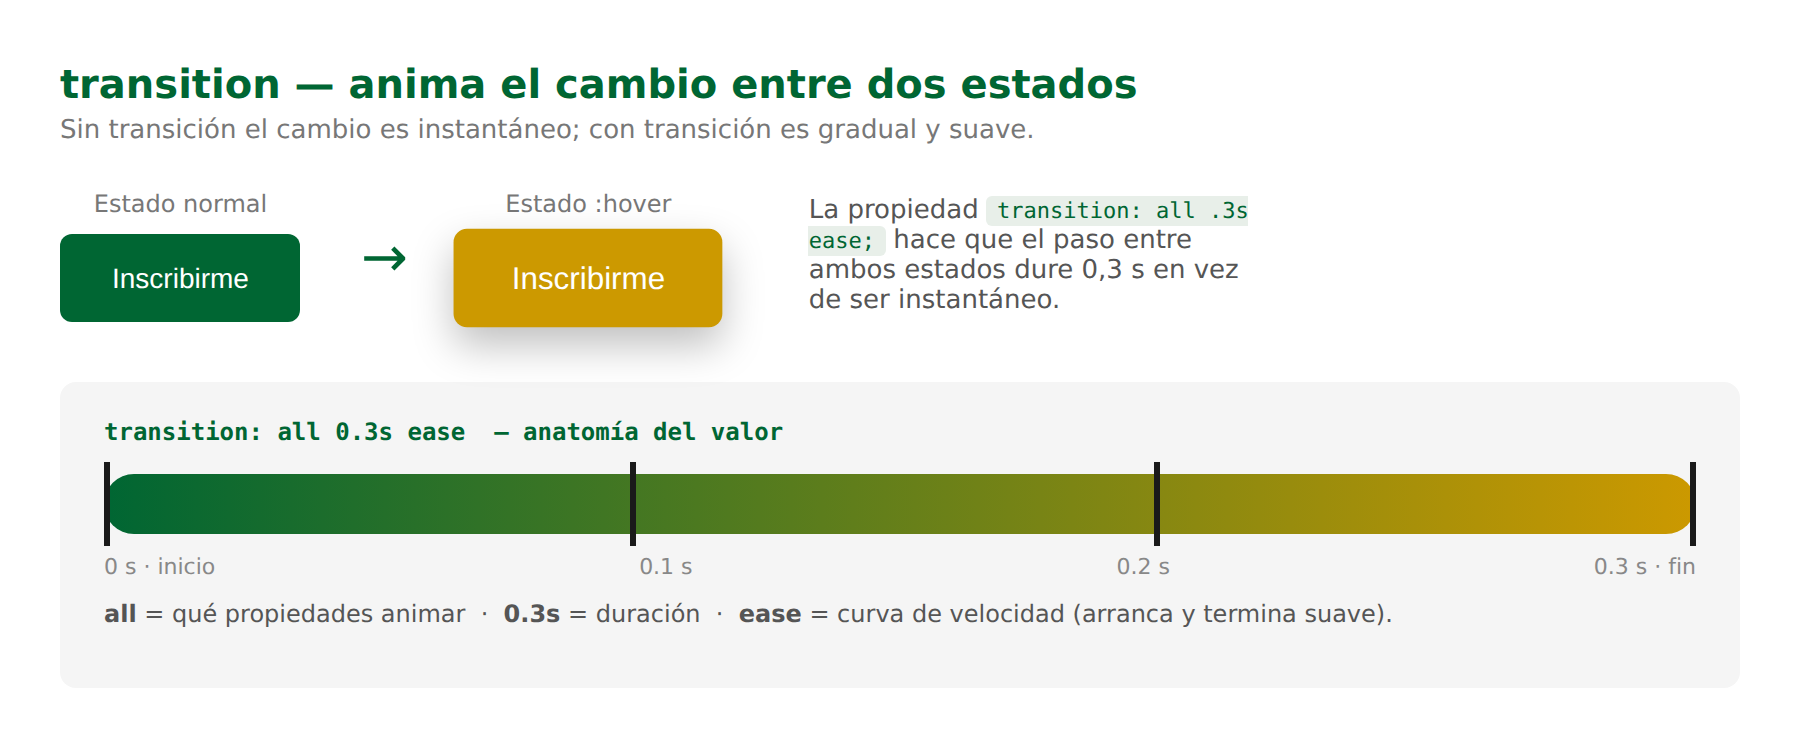 transition — anima el cambio entre dos estados
Sin transición el cambio es instantáneo; con transición es gradual y suave.
Estado normal
Inscribirme
→
Estado :hover
Inscribirme
La propiedad transition: all .3s
ease; hace que el paso entre
ambos estados dure 0,3 s en vez
de ser instantáneo.
transition: all 0.3s ease – anatomía del valor
0 s · inicio
0.1 s
0.2 s
0.3 s · fin
all = qué propiedades animar · 0.3s = duración · ease = curva de velocidad (arranca y termina suave).